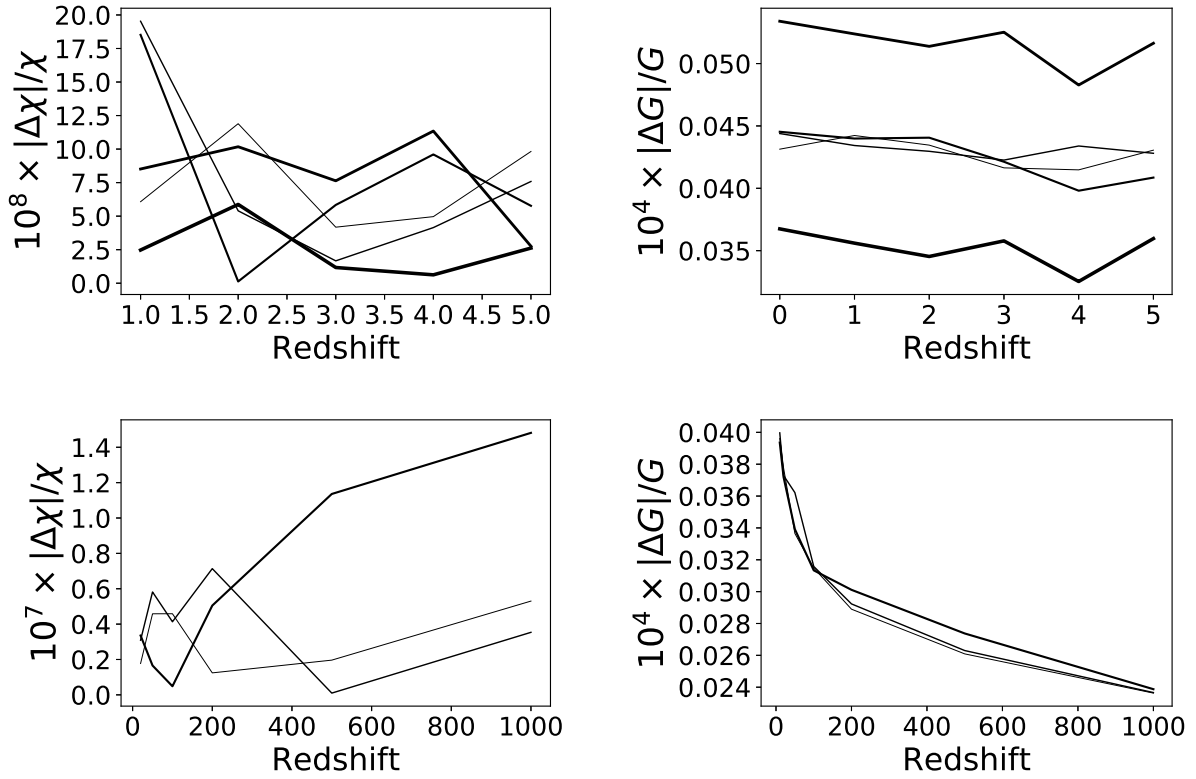 10⁸ × |Δχ|/χ
20.0
17.5
15.0
12.5
10.0
7.5
5.0
2.5
0.0
1.0 1.5 2.0 2.5 3.0 3.5 4.0 4.5 5.0
Redshift
10⁴ × |ΔG|/G
0.050
0.045
0.040
0.035
0 1 2 3 4 5
Redshift
10⁷ × |Δχ|/χ
1.4
1.2
1.0
0.8
0.6
0.4
0.2
0.0
0 200 400 600 800 1000
Redshift
10⁴ × |ΔG|/G
0.040
0.038
0.036
0.034
0.032
0.030
0.028
0.026
0.024
0 200 400 600 800 1000
Redshift